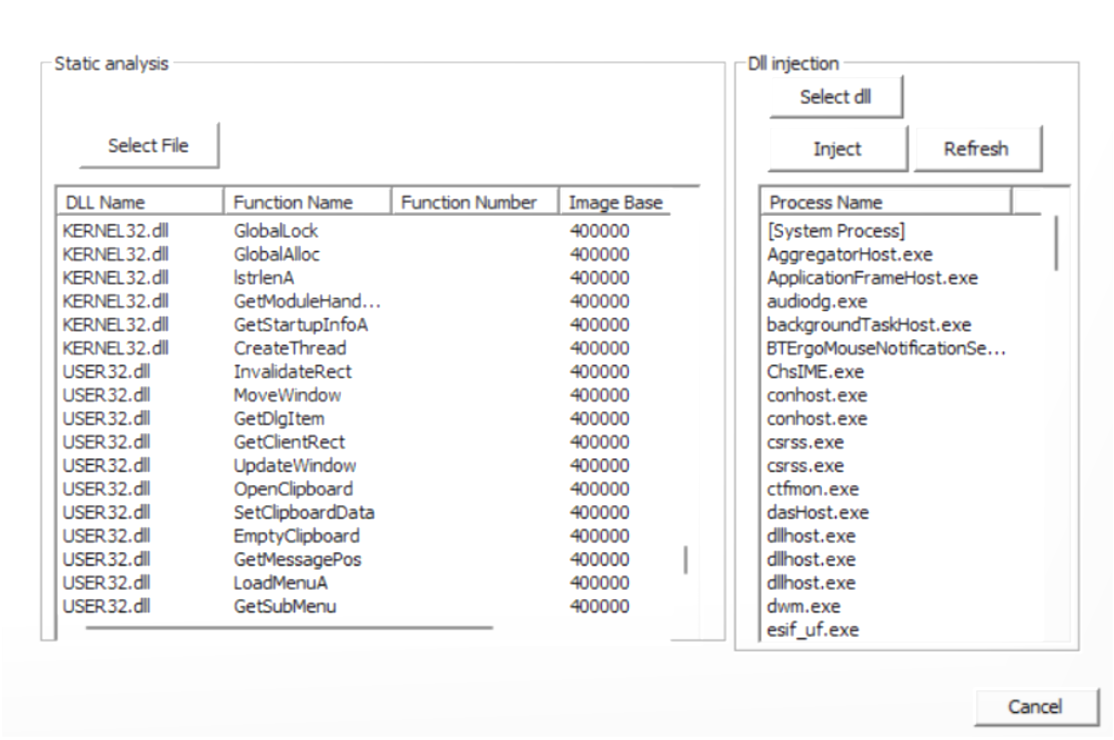 Static analysis
Select File
DLL Name Function Name Function Number Image Base
KERNEL32.dll GlobalLock 400000
KERNEL32.dll GlobalAlloc 400000
KERNEL32.dll lstrlenA 400000
KERNEL32.dll GetModuleHand... 400000
KERNEL32.dll GetStartupInfoA 400000
KERNEL32.dll CreateThread 400000
USER32.dll InvalidateRect 400000
USER32.dll MoveWindow 400000
USER32.dll GetDlgItem 400000
USER32.dll GetClientRect 400000
USER32.dll UpdateWindow 400000
USER32.dll OpenClipboard 400000
USER32.dll SetClipboardData 400000
USER32.dll EmptyClipboard 400000
USER32.dll GetMessagePos 400000
USER32.dll LoadMenuA 400000
USER32.dll GetSubMenu 400000
Dll injection
Select dll
Inject Refresh
Process Name
[System Process]
AggregatorHost.exe
ApplicationFrameHost.exe
audiodg.exe
backgroundTaskHost.exe
BTErgoMouseNotificationSe...
ChsIME.exe
conhost.exe
conhost.exe
csrss.exe
csrss.exe
ctfmon.exe
dasHost.exe
dllhost.exe
dllhost.exe
dllhost.exe
dwm.exe
esif_uf.exe
Cancel